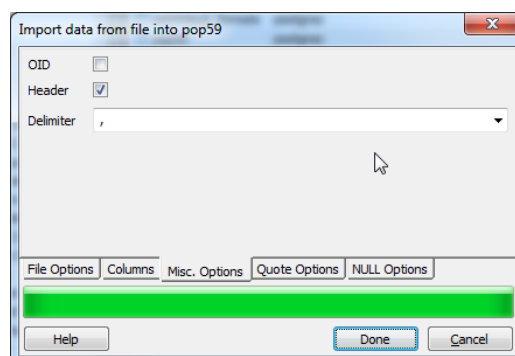 Import data from file into pop59
OID
Header
Delimiter ,
File Options Columns Misc. Options Quote Options NULL Options
Help Done Cancel